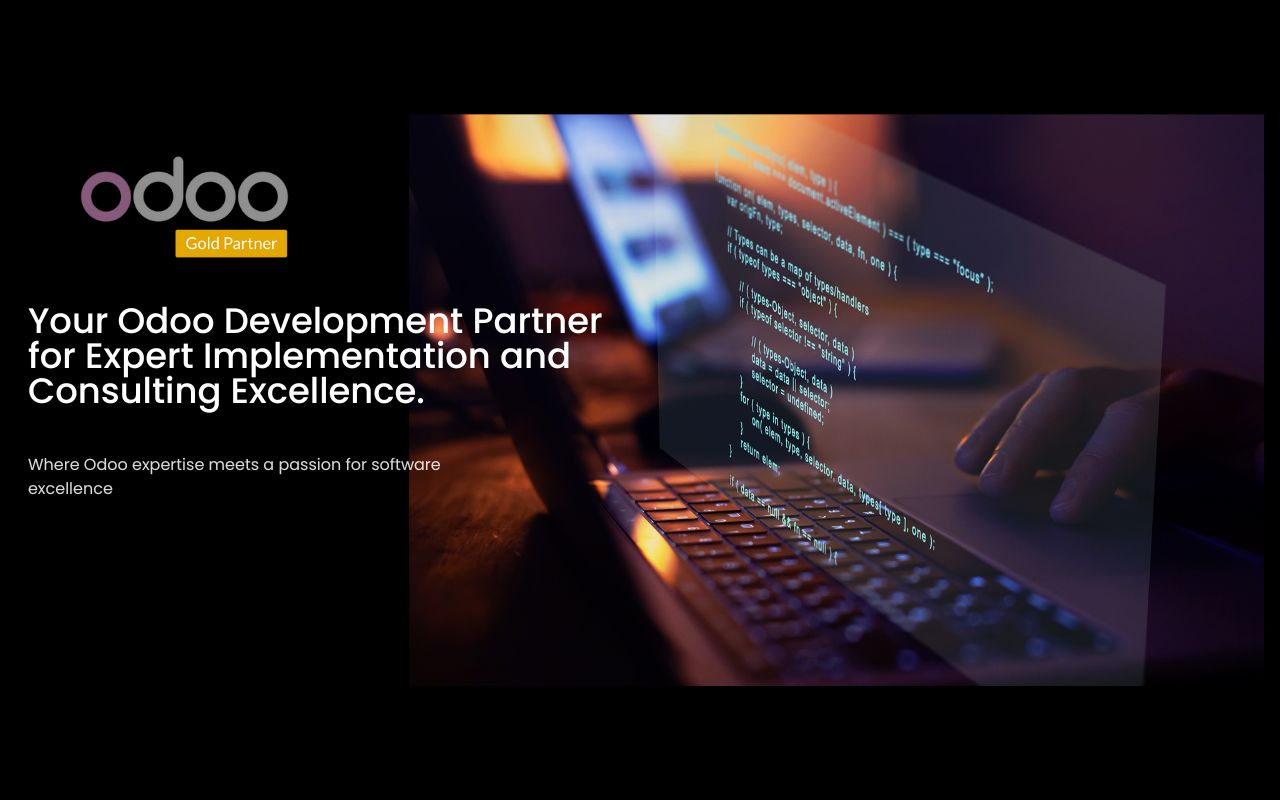 odoo
Gold Partner
Your Odoo Development Partner
for Expert Implementation and
Consulting Excellence.
Where Odoo expertise meets a passion for software
excellence
elem, type ) {
document.activeElement ) === ( type === "focus" );
function on( elem, types, selector, data, fn, one ) {
var origFn, type;
// Types can be a map of types/handlers
if ( typeof types === "object" ) {
// ( types-Object, selector, data )
if ( typeof selector !== "string" ) {
// ( types-Object, data )
data = data || selector;
selector = undefined;
}
for ( type in types ) {
on( elem, type, selector, data, types[ type ], one );
}
return elem;
}
if ( data == null && fn == null ) {